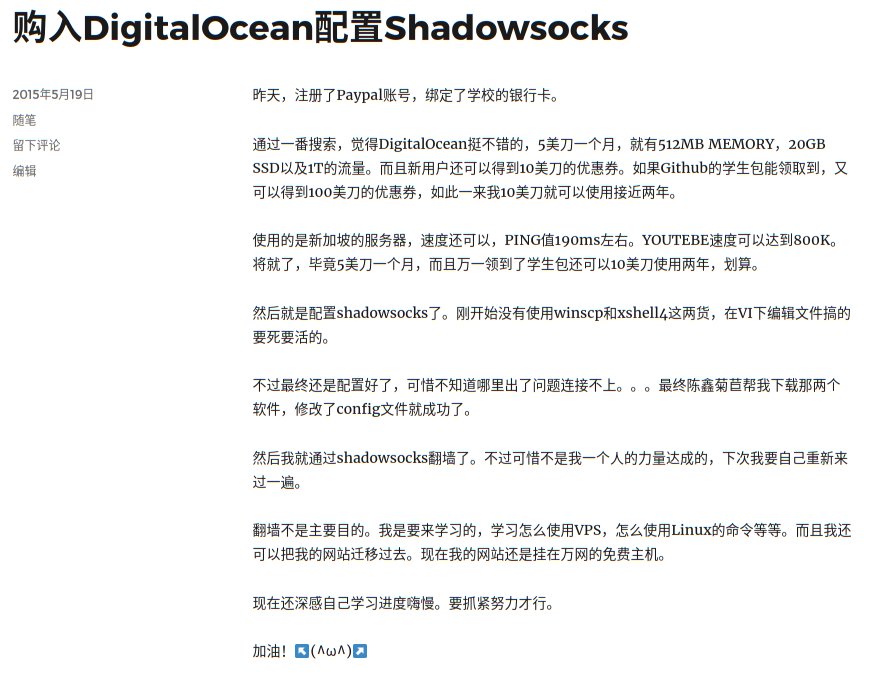 购入DigitalOcean配置Shadowsocks
2015年5月19日
随笔
留下评论
编辑
昨天，注册了Paypal账号，绑定了学校的银行卡。
通过一番搜索，觉得DigitalOcean挺不错的，5美刀一个月，就有512MB MEMORY，20GB
SSD以及1T的流量。而且新用户还可以得到10美刀的优惠券。如果Github的学生包能领取到，又
可以得到100美刀的优惠券，如此一来我10美刀就可以使用接近两年。
使用的是新加坡的服务器，速度还可以，PING值190ms左右。YOUTEBE速度可以达到800K。
将就了，毕竟5美刀一个月，而且万一领到了学生包还可以10美刀使用两年，划算。
然后就是配置shadowsocks了。刚开始没有使用winscp和xshell4这两货，在VI下编辑文件搞的
要死要活的。
不过最终还是配置好了，可惜不知道哪里出了问题连接不上。。。最终陈鑫菊苣帮我下载那两个
软件，修改了config文件就成功了。
然后我就通过shadowsocks翻墙了。不过可惜不是我一个人的力量达成的，下次我要自己重新来
过一遍。
翻墙不是主要目的。我是要来学习的，学习怎么使用VPS，怎么使用Linux的命令等等。而且我还
可以把我的网站迁移过去。现在我的网站还是挂在万网的免费主机。
现在还深感自己学习进度嗨慢。要抓紧努力才行。
加油！↖(^ω^)↗